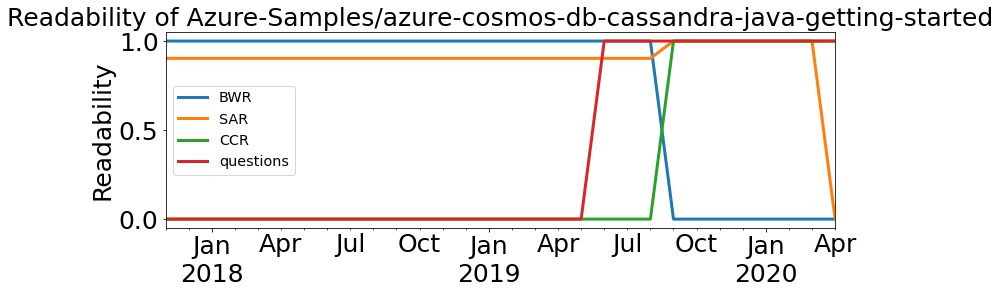 Readability of Azure-Samples/azure-cosmos-db-cassandra-java-getting-started
1.0
0.5
0.0
Readability
BWR
SAR
CCR
questions
Jan Apr Jul Oct Jan Apr Jul Oct Jan Apr
2018 2019 2020